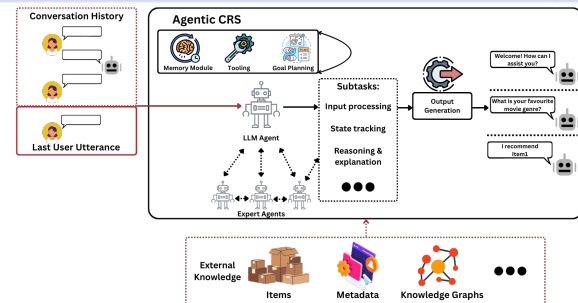 Conversation History
Last User Utterance
Agentic CRS
Memory Module
Tooling
Goal Planning
LLM Agent
Expert Agents
Subtasks:
Input processing
State tracking
Reasoning &
explanation
Output
Generation
Welcome! How can I
assist you?
What is your favourite
movie genre?
I recommend
Item1
External
Knowledge
Items
Metadata
Knowledge Graphs